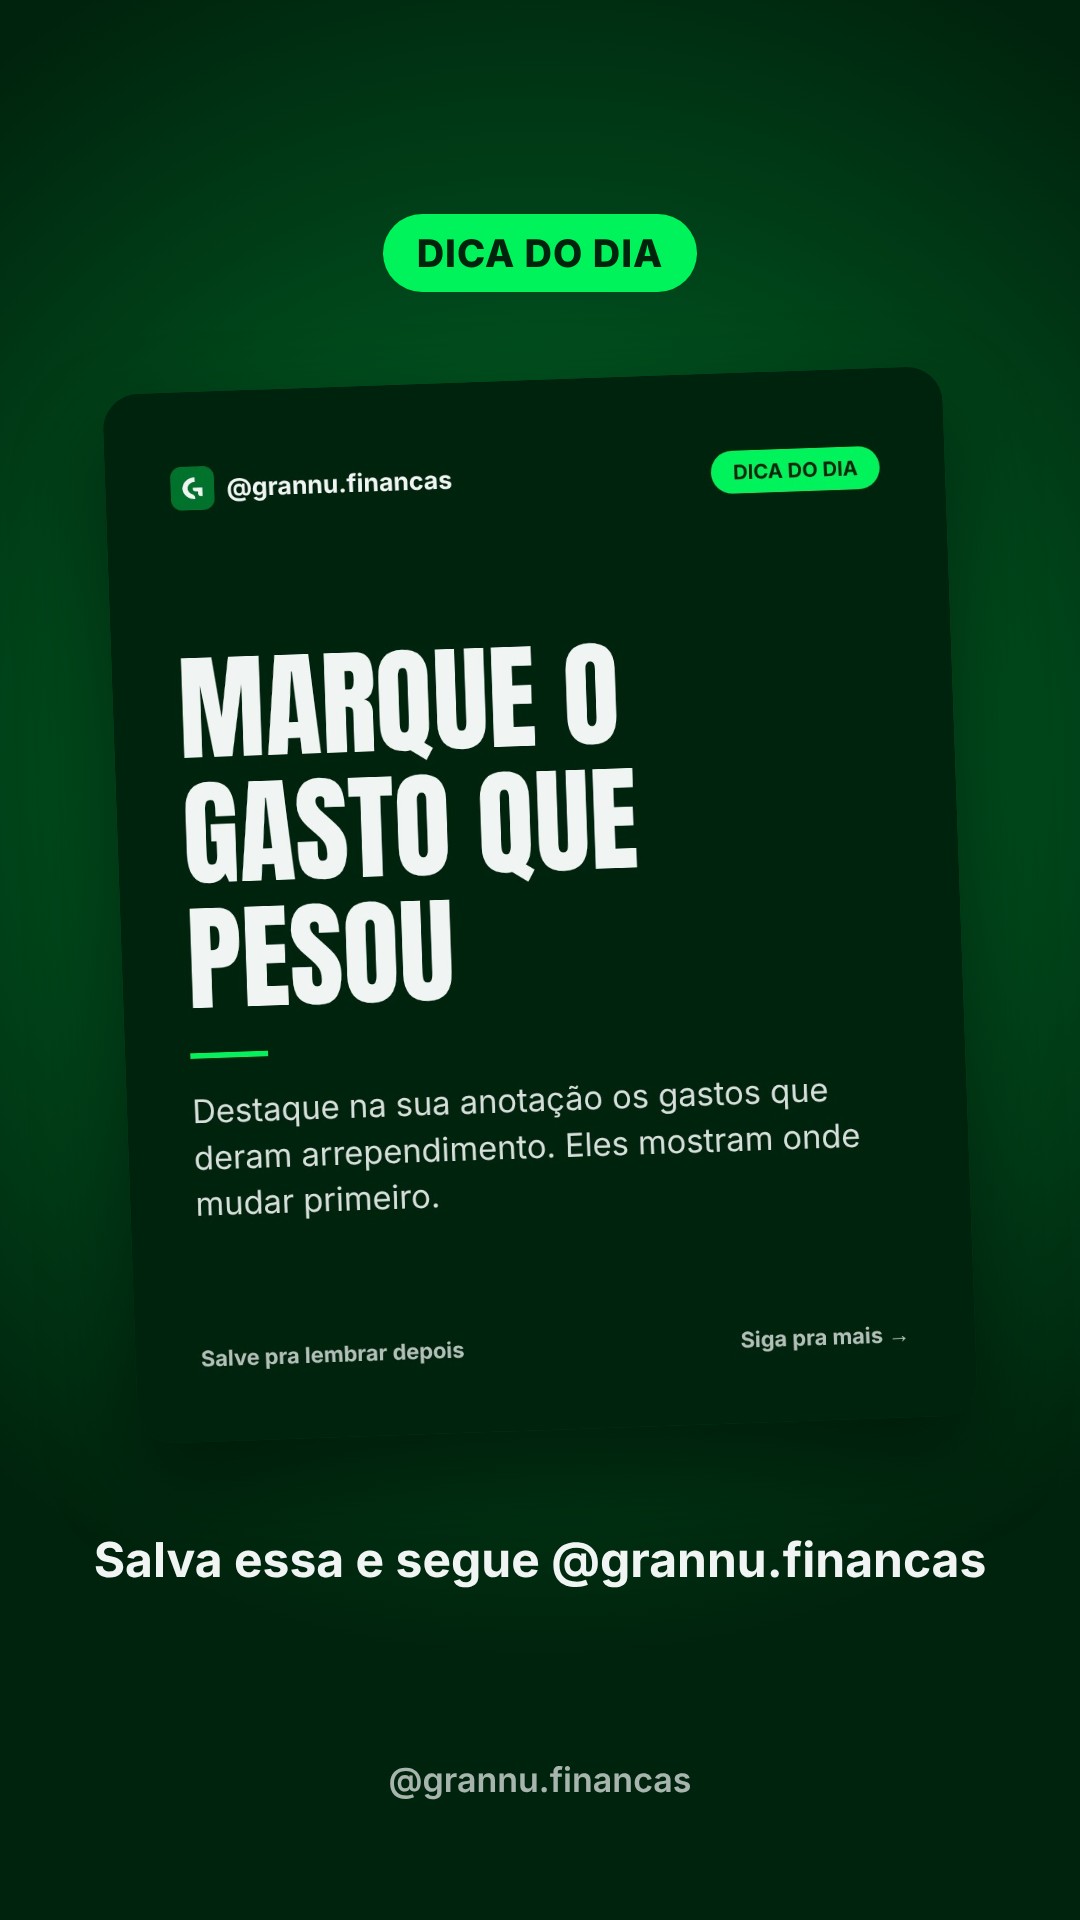 DICA DO DIA
@grannu.financas
DICA DO DIA
MARQUE O
GASTO QUE
PESOU
Destaque na sua anotação os gastos que
deram arrependimento. Eles mostram onde
mudar primeiro.
Salve pra lembrar depois
Siga pra mais →
Salva essa e segue @grannu.financas
@grannu.financas